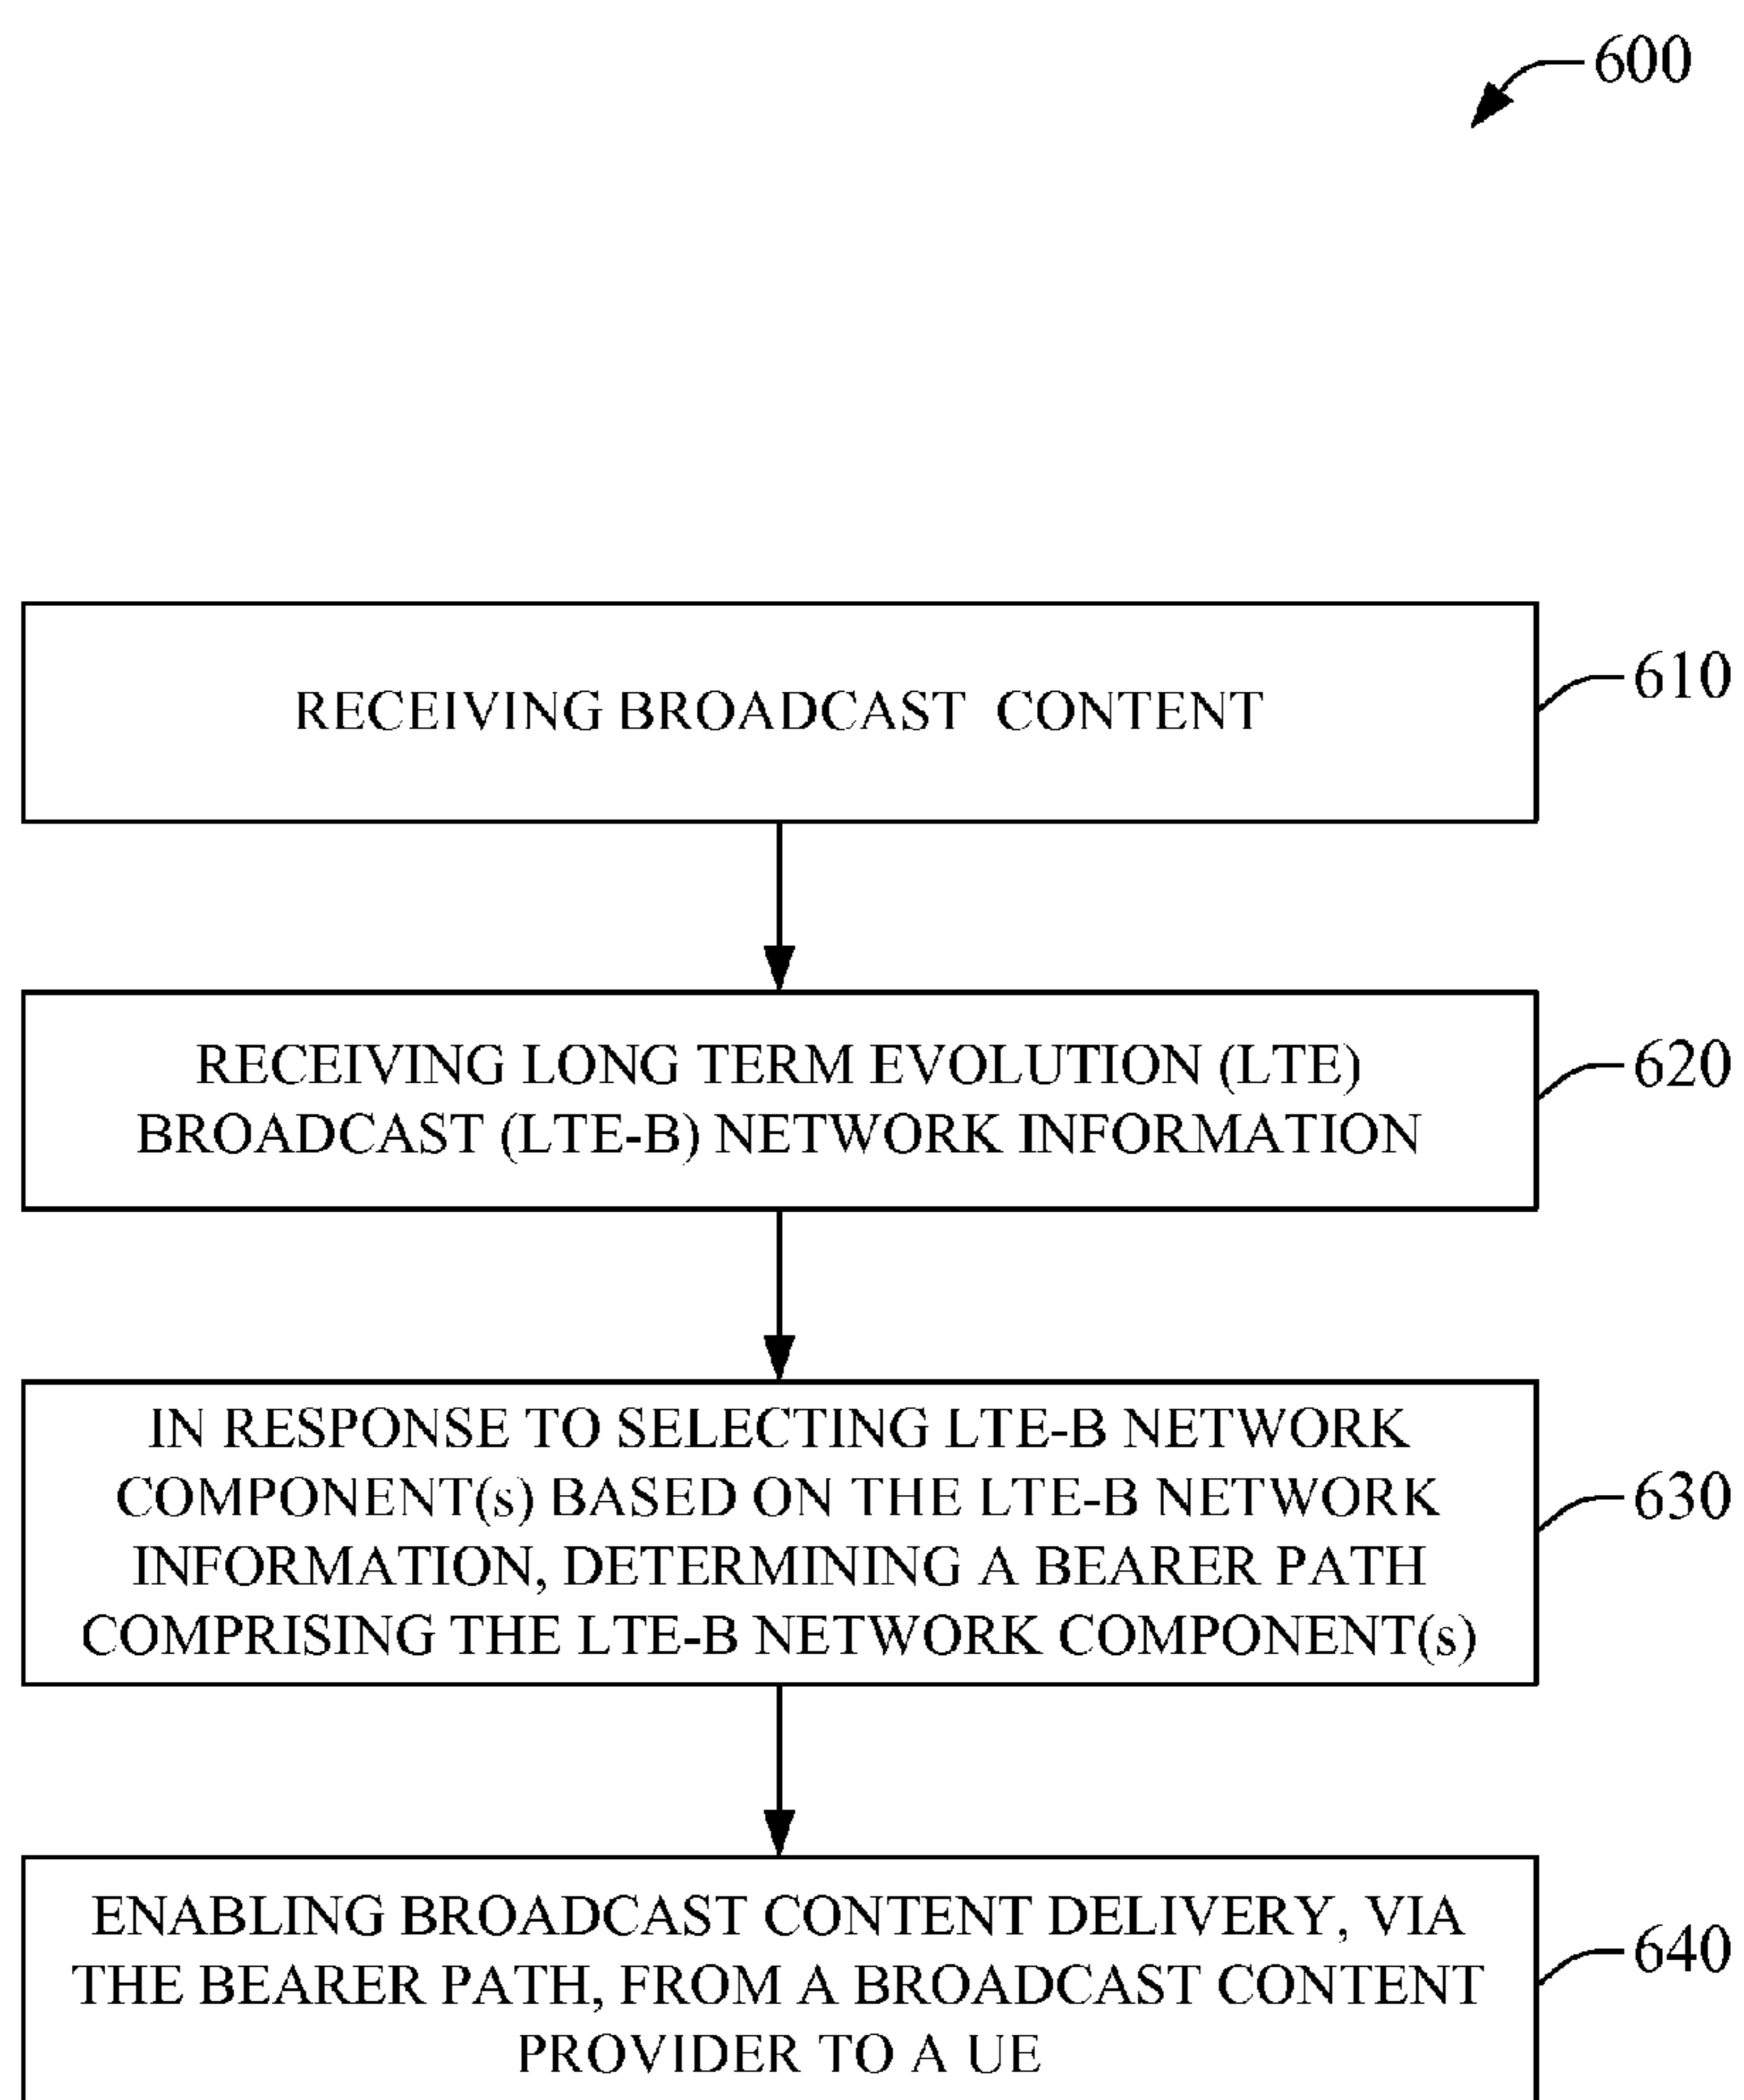 600
RECEIVING BROADCAST CONTENT
610
RECEIVING LONG TERM EVOLUTION (LTE)
BROADCAST (LTE-B) NETWORK INFORMATION
620
IN RESPONSE TO SELECTING LTE-B NETWORK
COMPONENT(s) BASED ON THE LTE-B NETWORK
INFORMATION, DETERMINING A BEARER PATH
COMPRISING THE LTE-B NETWORK COMPONENT(s)
630
ENABLING BROADCAST CONTENT DELIVERY, VIA
THE BEARER PATH, FROM A BROADCAST CONTENT
PROVIDER TO A UE
640